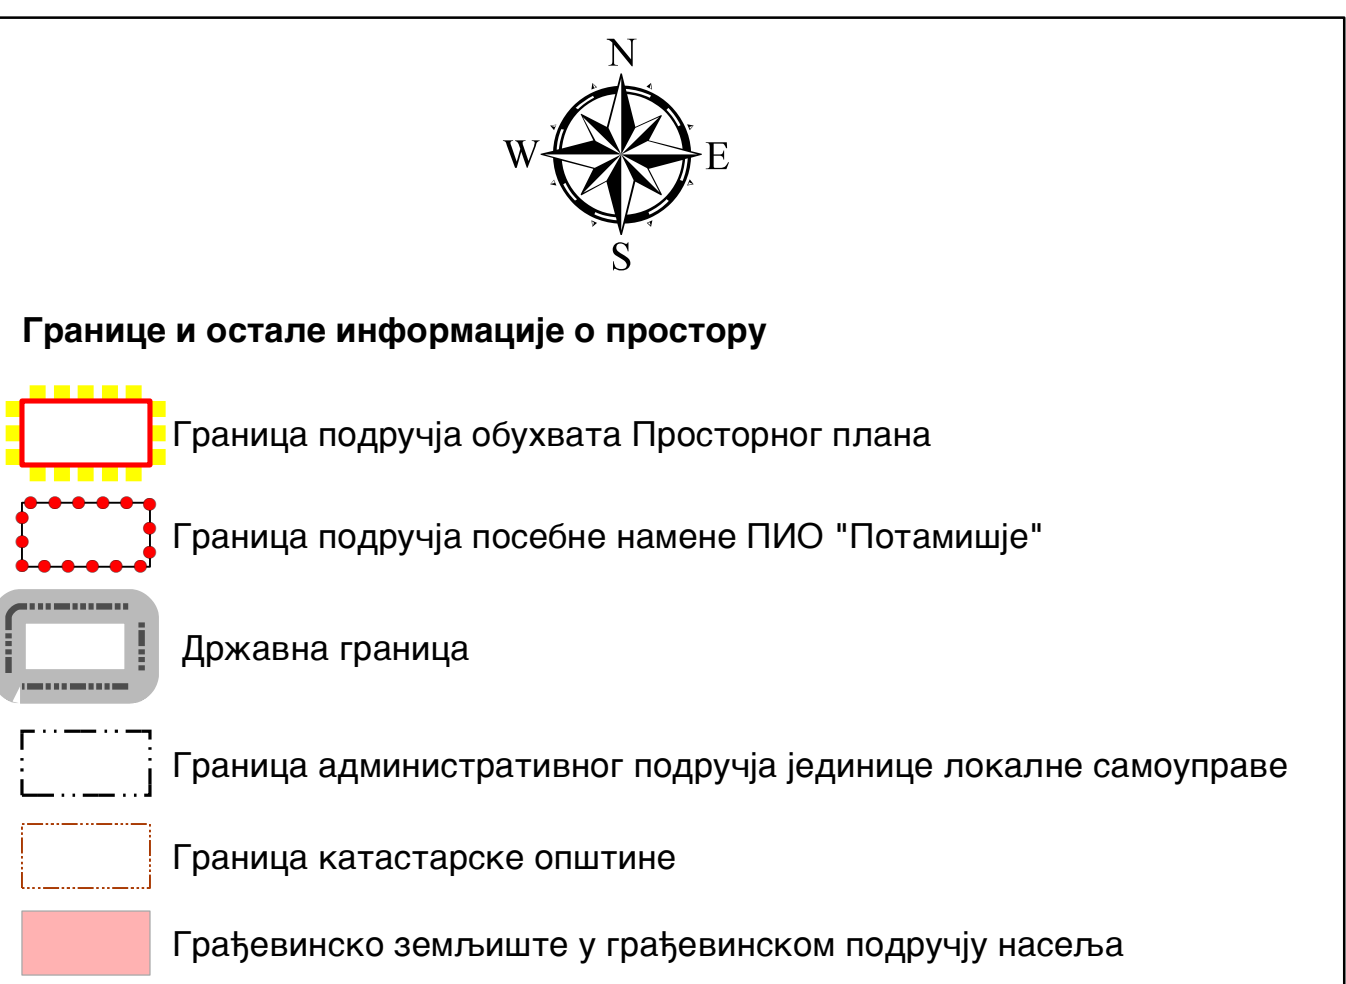 N
W E
S
Границе и остале информације о простору
Граница подручја обухвата Просторног плана
Граница подручја посебне намене ПИО "Потамишје"
Државна граница
Граница административног подручја јединице локалне самоуправе
Граница катастарске општине
Грађевинско земљиште у грађевинском подручју насеља